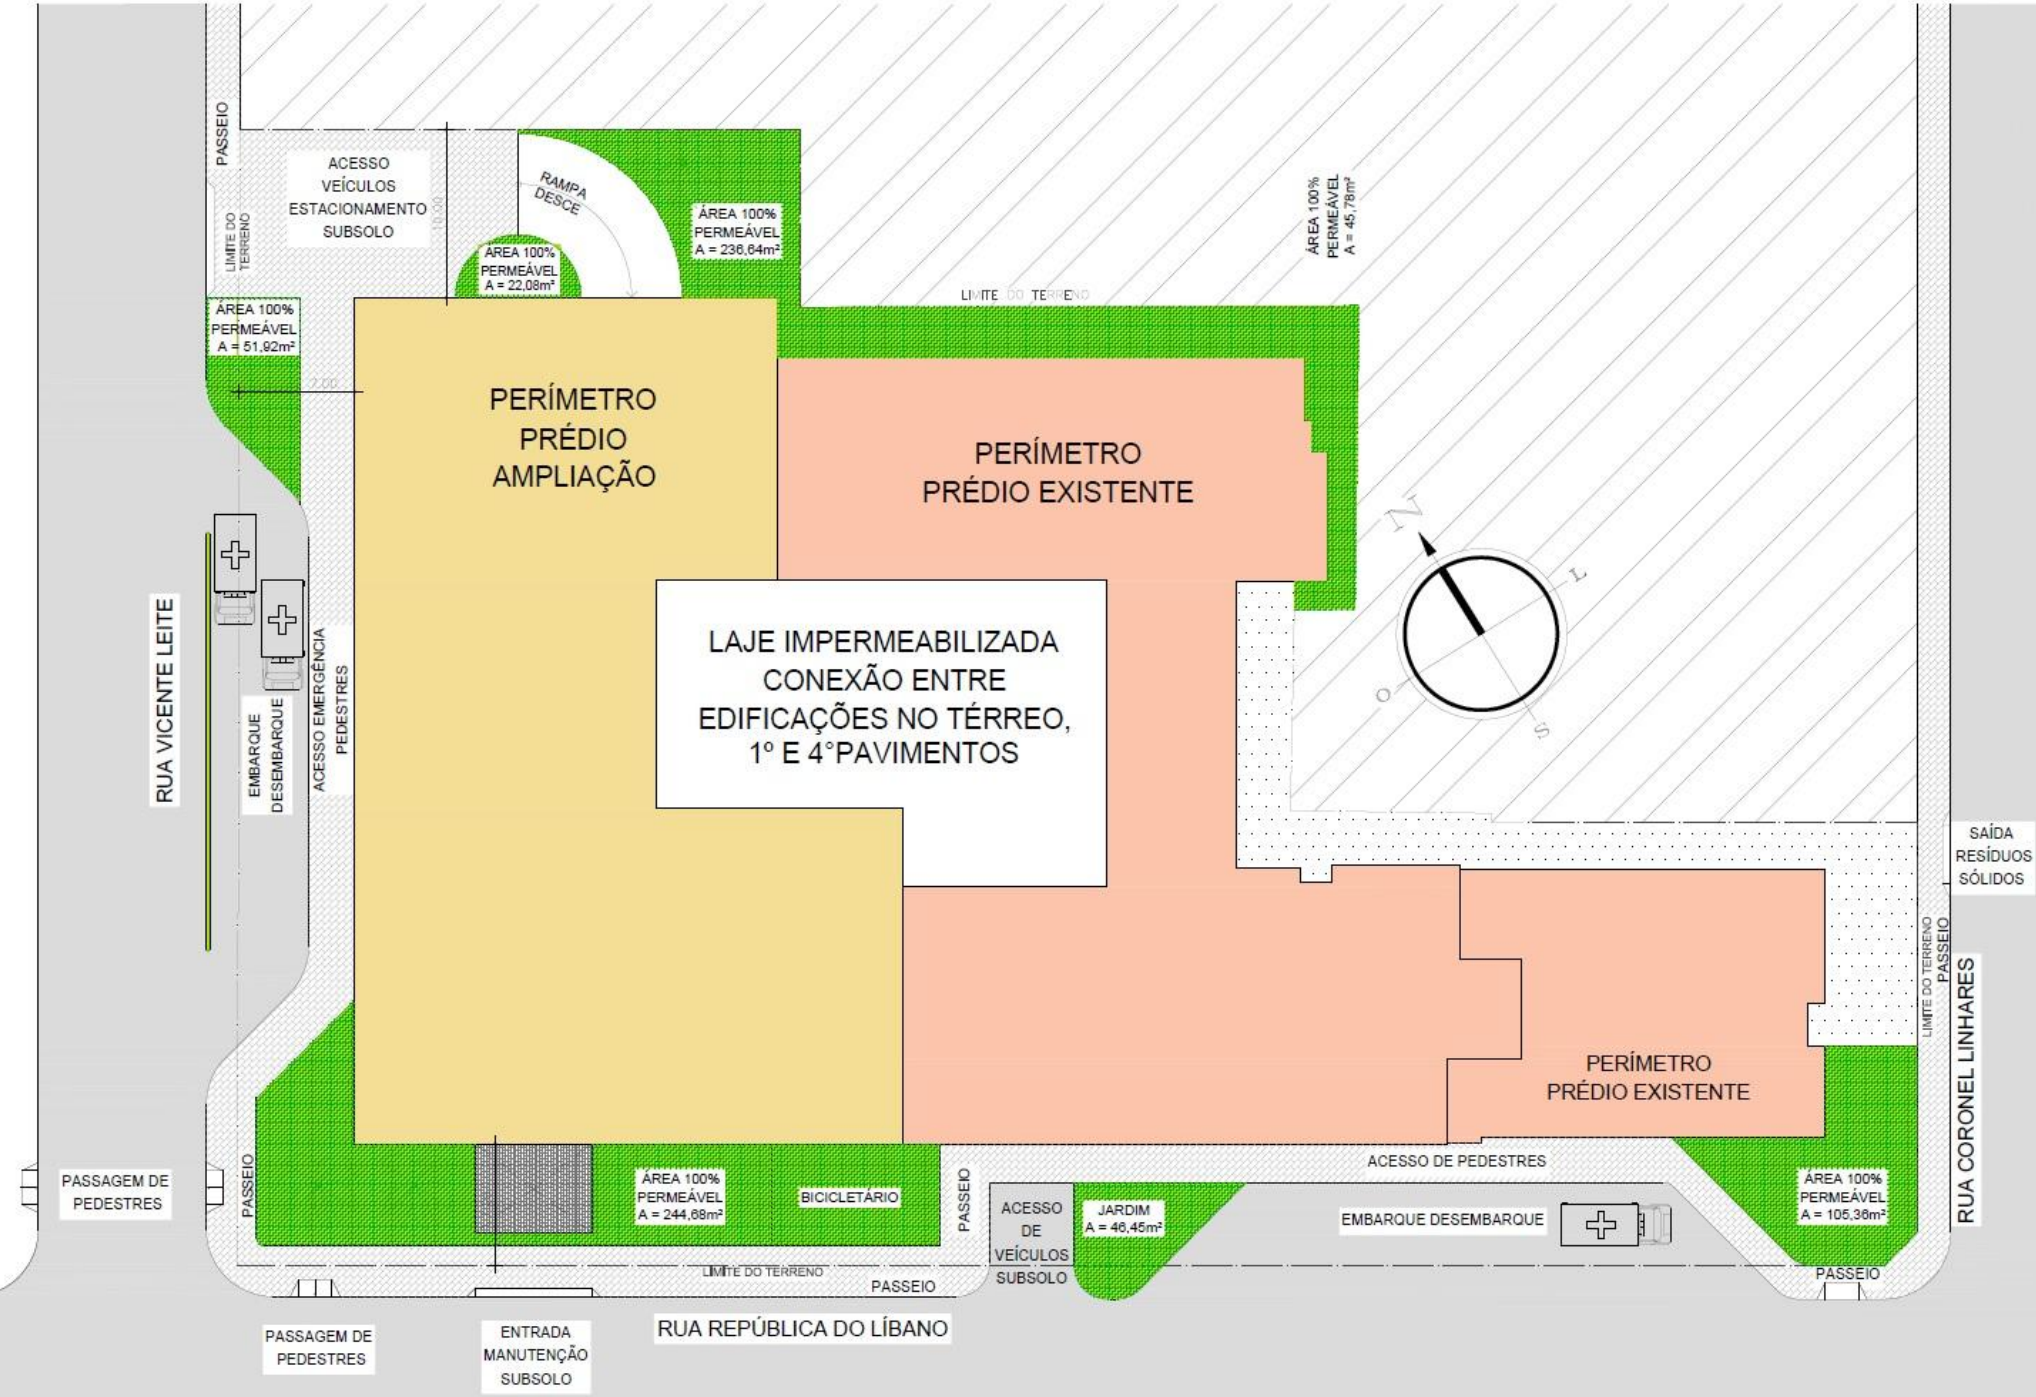 PASSEIO
ACESSO
VEÍCULOS
ESTACIONAMENTO
SUBSOLO
LIMITE DO
TERRENO
10.00
RAMPA
DESCE
ÁREA 100%
PERMEÁVEL
A = 236,64m²
ÁREA 100%
PERMEÁVEL
A = 45,78m²
ÁREA 100%
PERMEÁVEL
A = 22,08m²
ÁREA 100%
PERMEÁVEL
A = 51,92m²
LIMITE DO TERRENO
7.00
PERÍMETRO
PRÉDIO
AMPLIAÇÃO
PERÍMETRO
PRÉDIO EXISTENTE
N
L
O
S
RUA VICENTE LEITE
EMBARQUE
DESEMBARQUE
ACESSO EMERGÊNCIA
PEDESTRES
LAJE IMPERMEABILIZADA
CONEXÃO ENTRE
EDIFICAÇÕES NO TÉRREO,
1º E 4°PAVIMENTOS
SAÍDA
RESÍDUOS
SÓLIDOS
LIMITE DO TERRENO
PASSEIO
RUA CORONEL LINHARES
PERÍMETRO
PRÉDIO EXISTENTE
PASSAGEM DE
PEDESTRES
PASSEIO
ÁREA 100%
PERMEÁVEL
A = 244,68m²
BICICLETÁRIO
PASSEIO
ACESSO
DE
VEÍCULOS
SUBSOLO
JARDIM
A = 46,45m²
ACESSO DE PEDESTRES
EMBARQUE DESEMBARQUE
ÁREA 100%
PERMEÁVEL
A = 105,36m²
LIMITE DO TERRENO
PASSEIO
PASSEIO
RUA REPÚBLICA DO LÍBANO
PASSAGEM DE
PEDESTRES
ENTRADA
MANUTENÇÃO
SUBSOLO